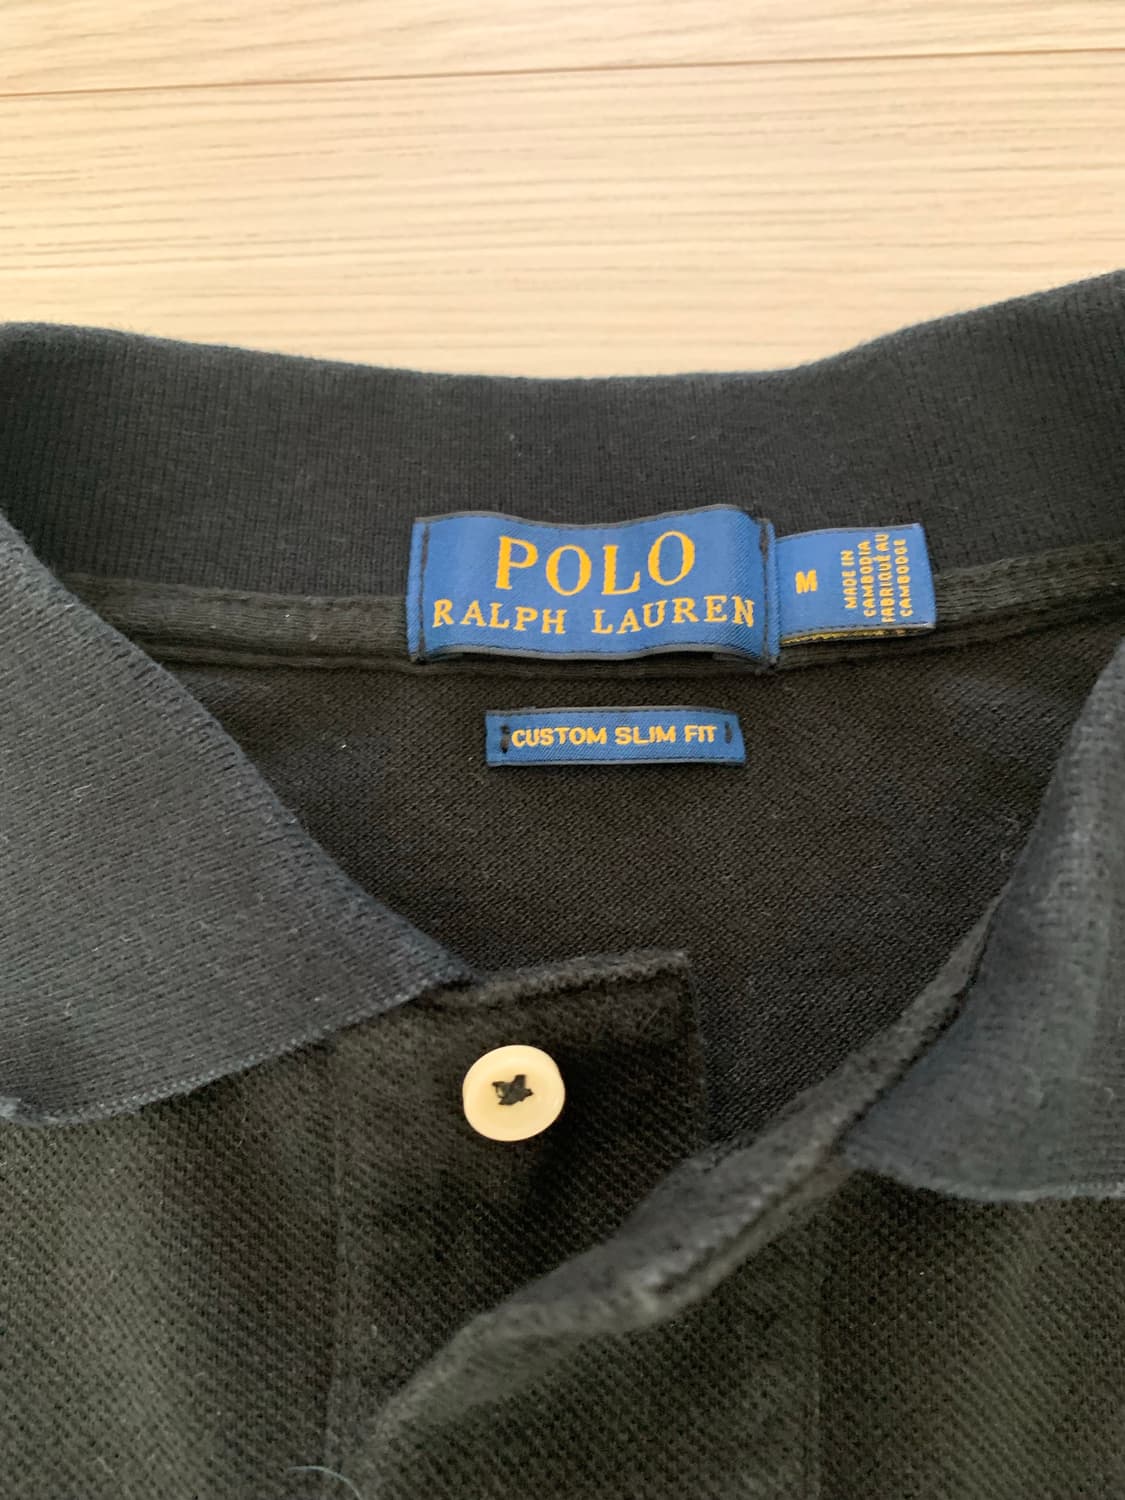 POLO
RALPH LAUREN
M
MADE IN
CAMBODIA
FABRIQUÉ AU
CAMBODGE
CUSTOM SLIM FIT